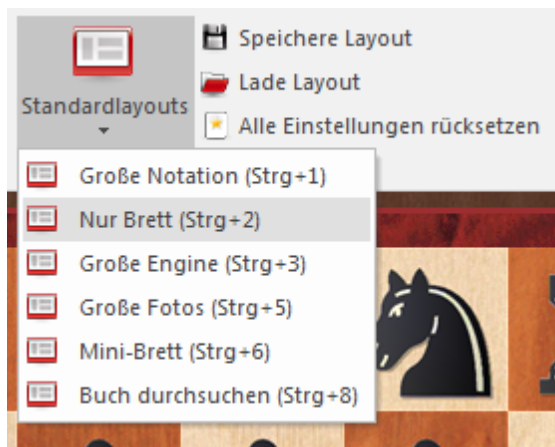 Speichere Layout
Lade Layout
Standardlayouts
Alle Einstellungen rücksetzen
Große Notation (Strg+1)
Nur Brett (Strg+2)
Große Engine (Strg+3)
Große Fotos (Strg+5)
Mini-Brett (Strg+6)
Buch durchsuchen (Strg+8)